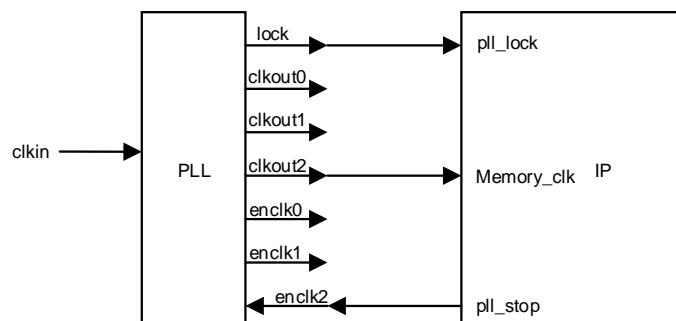 lock
pll_lock
clkout0
clkout1
clkin
PLL
clkout2
Memory_clk
IP
enclk0
enclk1
enclk2
pll_stop